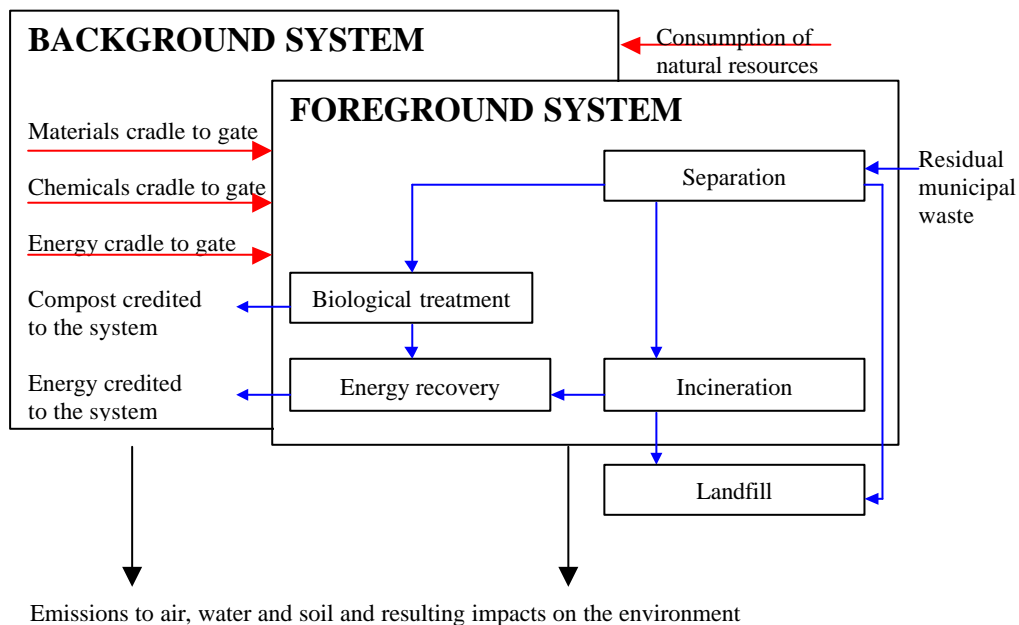 BACKGROUND SYSTEM
Consumption of
natural resources
FOREGROUND SYSTEM
Materials cradle to gate
Separation
Residual
municipal
waste
Chemicals cradle to gate
Energy cradle to gate
Compost credited
to the system
Biological treatment
Energy credited
to the system
Energy recovery
Incineration
Landfill
Emissions to air, water and soil and resulting impacts on the environment